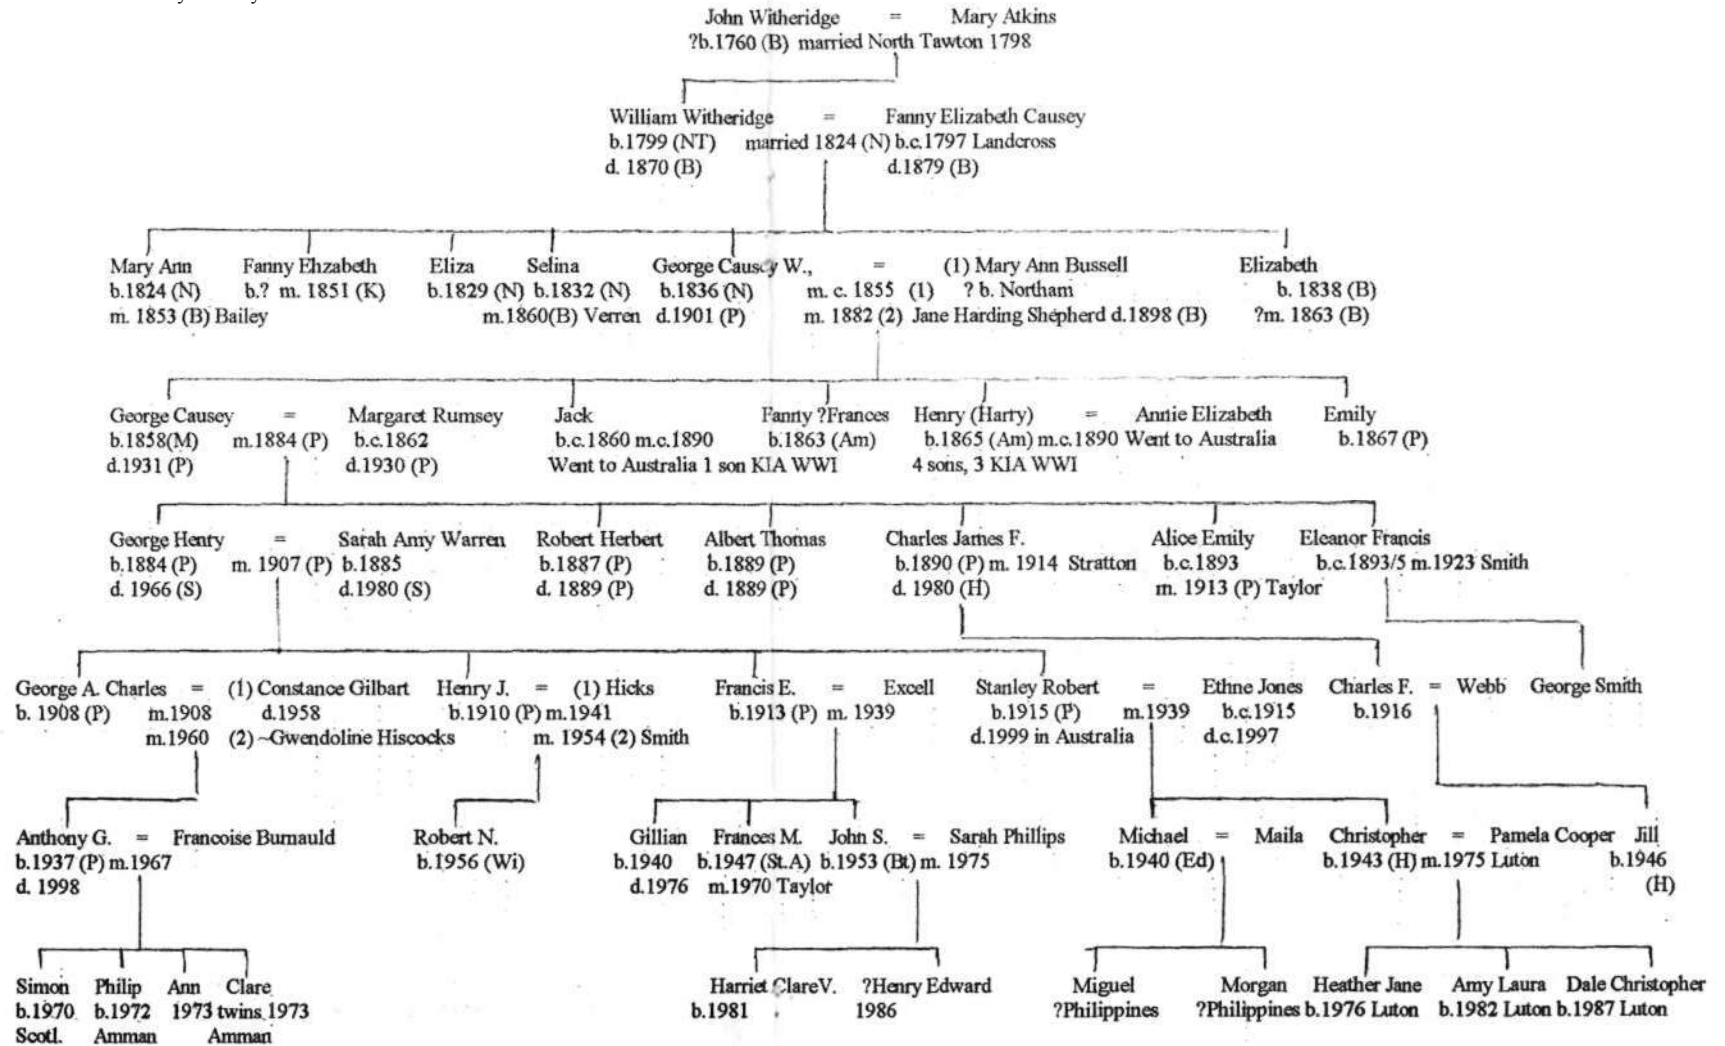 John Witheridge = Mary Atkins
?b.1760 (B) married North Tawton 1798
William Witheridge = Fanny Elizabeth Causey
b.1799 (NT) married 1824 (N) b.c.1797 Landcross
d. 1870 (B) d.1879 (B)
Mary Ann Fanny Ehzabeth Eliza Selina George Causey W., = (1) Mary Ann Bussell Elizabeth
b.1824 (N) b.? m. 1851 (K) b.1829 (N) b.1832 (N) b.1836 (N) m. c. 1855 (1) ? b. Northam b. 1838 (B)
m. 1853 (B) Bailey m.1860(B) Verren d.1901 (P) m. 1882 (2) Jane Harding Shepherd d.1898 (B) ?m. 1863 (B)
George Causey = Margaret Rumsey Jack Fanny ?Frances Henry (Harry) = Annie Elizabeth Emily
b.1858(M) m.1884 (P) b.c.1862 b.c.1860 m.c.1890 b.1863 (Am) b.1865 (Am) m.c.1890 Went to Australia b.1867 (P)
d.1931 (P) d.1930 (P) Went to Australia 1 son KIA WWI 4 sons, 3 KIA WWI
George Henry = Sarah Amy Warren Robert Herbert Albert Thomas Charles James F. Alice Emily Eleanor Francis
b.1884 (P) m. 1907 (P) b.1885 b.1887 (P) b.1889 (P) b.1890 (P) m. 1914 Stratton b.c.1893 b.c.1893/5 m.1923 Smith
d. 1966 (S) d.1980 (S) d. 1889 (P) d. 1889 (P) d. 1980 (H) m. 1913 (P) Taylor
George A. Charles = (1) Constance Gilbart Henry J. = (1) Hicks Francis E. = Excell Stanley Robert = Ethne Jones Charles F. = Webb George Smith
b. 1908 (P) m.1908 d.1958 b.1910 (P) m.1941 b.1913 (P) m. 1939 b.1915 (P) m.1939 b.c.1915 b.1916
m.1960 (2) ~Gwendoline Hiscocks m. 1954 (2) Smith d.1999 in Australia d.c.1997
Anthony G. = Francoise Burnauld Robert N. Gillian Frances M. John S. = Sarah Phillips Michael = Maila Christopher = Pamela Cooper Jill
b.1937 (P) m.1967 b.1956 (Wi) b.1940 b.1947 (St.A) b.1953 (Bt) m. 1975 b.1940 (Ed) b.1943 (H) m.1975 Luton b.1946
d. 1998 d.1976 m.1970 Taylor (H)
Simon Philip Ann Clare Harriet Clare V. ?Henry Edward Miguel Morgan Heather Jane Amy Laura Dale Christopher
b.1970 b.1972 1973 twins 1973 b.1981 1986 ?Philippines ?Philippines b.1976 Luton b.1982 Luton b.1987 Luton
Scotl. Amman Amman